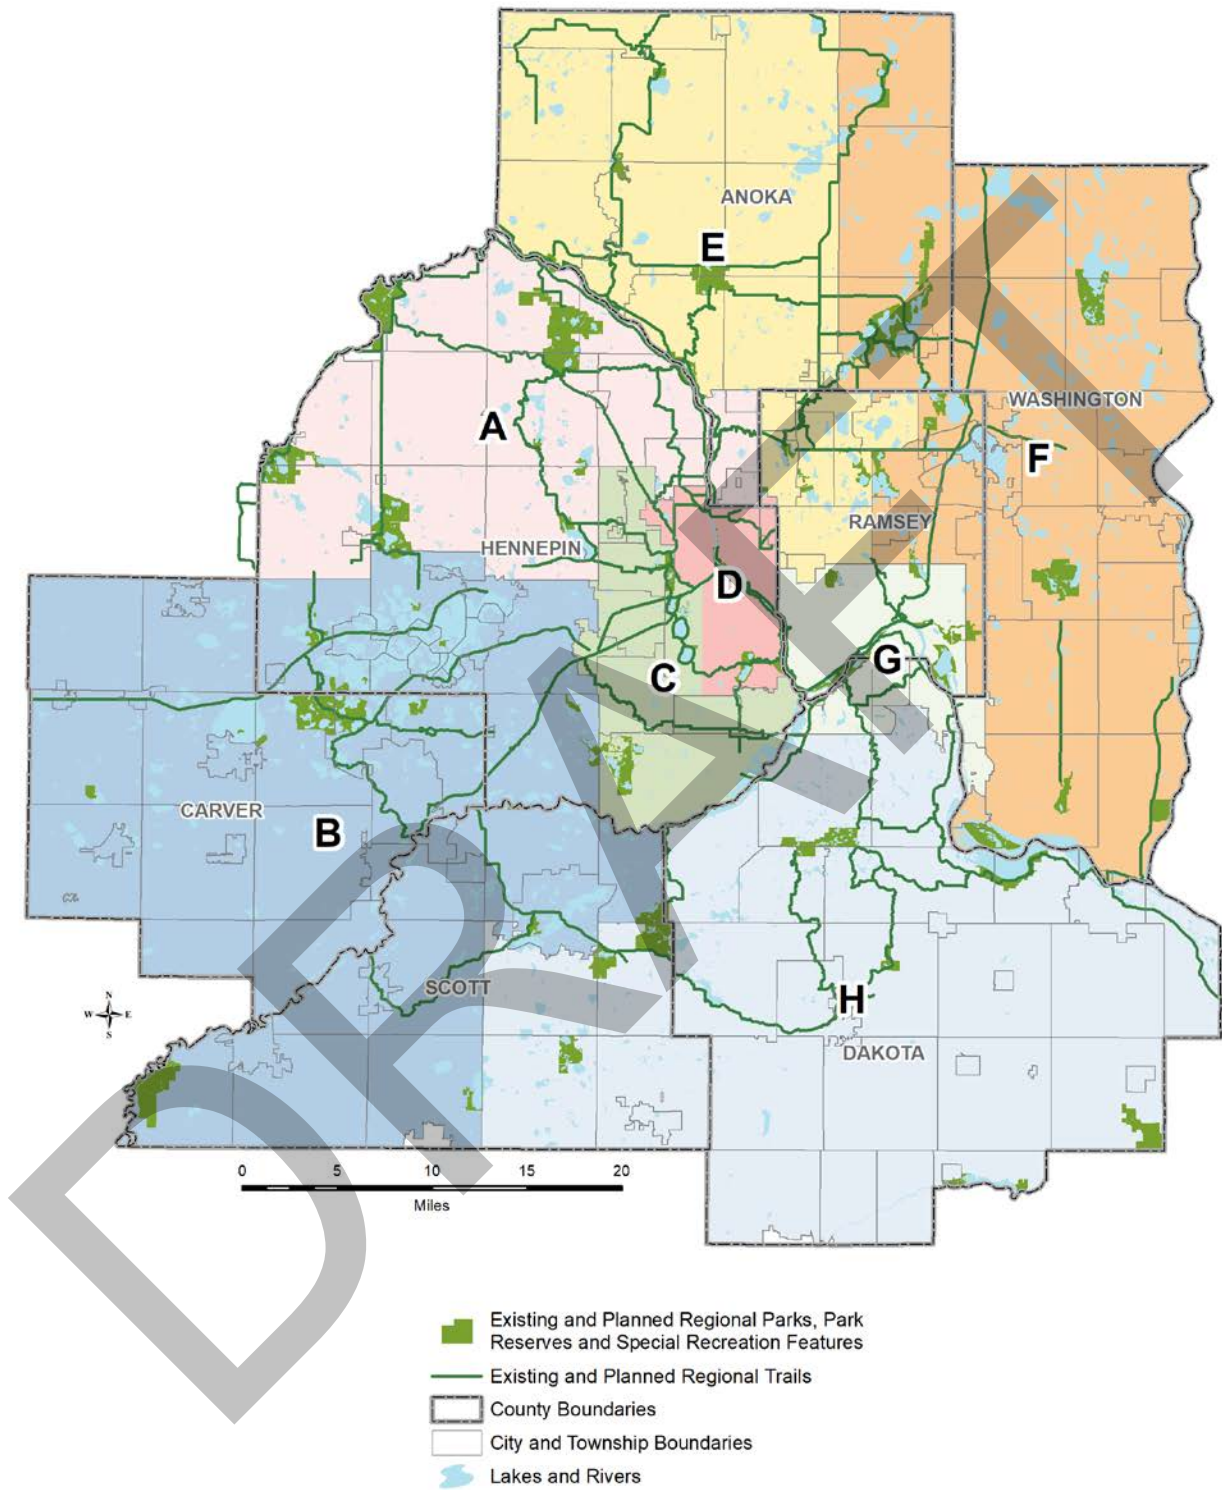 ANOKA
E
WASHINGTON
A
F
RAMSEY
HENNEPIN
D
G
C
CARVER
B
SCOTT
H
DAKOTA
N
W E
S
0 5 10 15 20
Miles
DRAFT
Existing and Planned Regional Parks, Park
Reserves and Special Recreation Features
Existing and Planned Regional Trails
County Boundaries
City and Township Boundaries
Lakes and Rivers